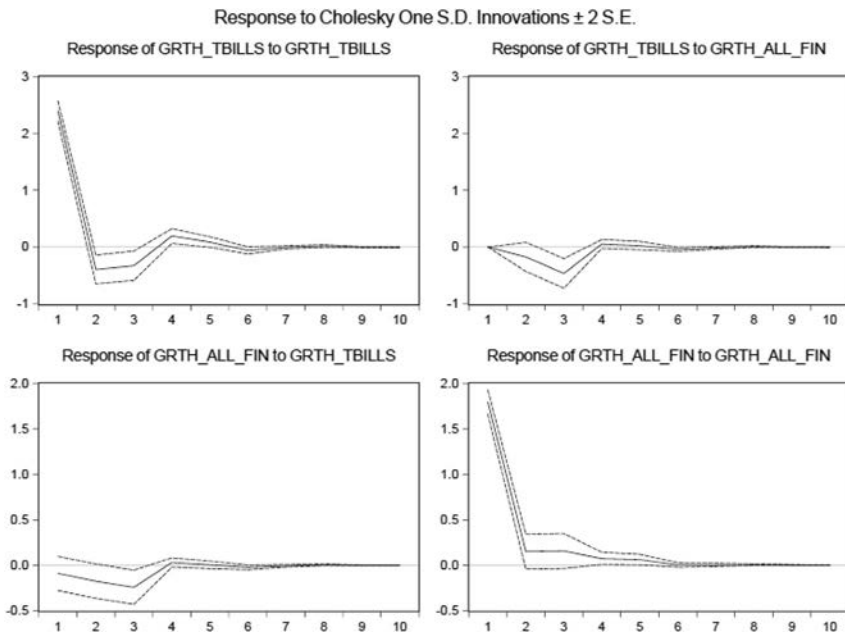 Response to Cholesky One S.D. Innovations ± 2 S.E.
Response of GRTH_TBILLS to GRTH_TBILLS
3
2
1
0
-1
1 2 3 4 5 6 7 8 9 10
Response of GRTH_TBILLS to GRTH_ALL_FIN
3
2
1
0
-1
1 2 3 4 5 6 7 8 9 10
Response of GRTH_ALL_FIN to GRTH_TBILLS
2.0
1.5
1.0
0.5
0.0
-0.5
1 2 3 4 5 6 7 8 9 10
Response of GRTH_ALL_FIN to GRTH_ALL_FIN
2.0
1.5
1.0
0.5
0.0
-0.5
1 2 3 4 5 6 7 8 9 10